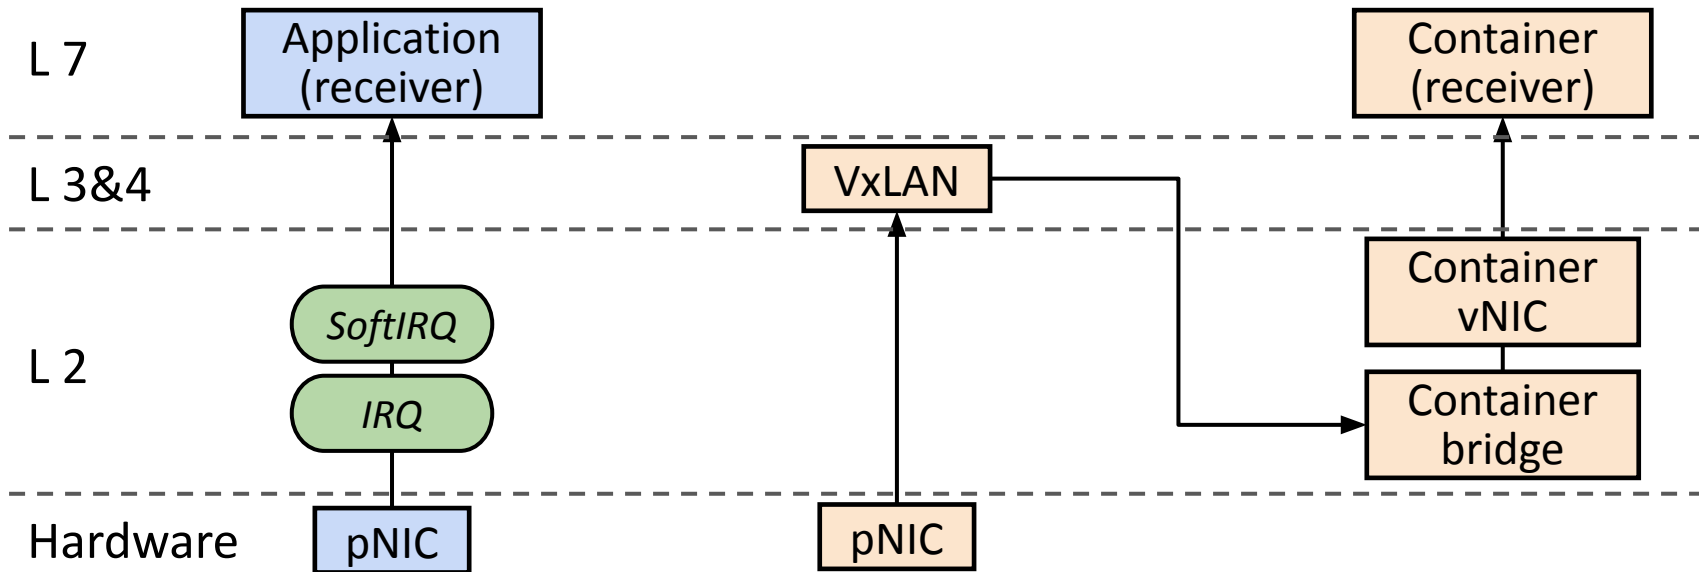 L 7
Application
(receiver)
Container
(receiver)
L 3&4
VxLAN
L 2
SoftIRQ
IRQ
Container
vNIC
Container
bridge
Hardware
pNIC
pNIC